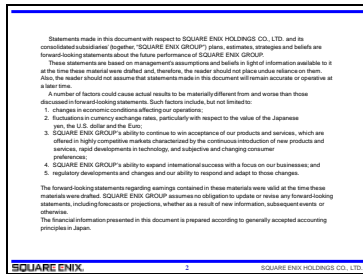 Statements made in this document with respect to SQUARE ENIX HOLDINGS CO., LTD. and its
consolidated subsidiaries' (together, "SQUARE ENIX GROUP") plans, estimates, strategies and beliefs are
forward-looking statements about the future performance of SQUARE ENIX GROUP.
These statements are based on management's assumptions and beliefs in light of information available to it
at the time these material were drafted and, therefore, the reader should not place undue reliance on them.
Also, the reader should not assume that statements made in this document will remain accurate or operative at
a later time.
A number of factors could cause actual results to be materially different from and worse than those
discussed in forward-looking statements. Such factors include, but not limited to:
1. changes in economic conditions affecting our operations;
2. fluctuations in currency exchange rates, particularly with respect to the value of the Japanese
yen, the U.S. dollar and the Euro;
3. SQUARE ENIX GROUP's ability to continue to win acceptance of our products and services, which are
offered in highly competitive markets characterized by the continuous introduction of new products and
services, rapid developments in technology, and subjective and changing consumer
preferences;
4. SQUARE ENIX GROUP's ability to expand international success with a focus on our businesses; and
5. regulatory developments and changes and our ability to respond and adapt to those changes.
The forward-looking statements regarding earnings contained in these materials were valid at the time these
materials were drafted. SQUARE ENIX GROUP assumes no obligation to update or revise any forward-looking
statements, including forecasts or projections, whether as a result of new information, subsequent events or
otherwise.
The financial information presented in this document is prepared according to generally accepted accounting
principles in Japan.
SQUARE ENIX.
2
SQUARE ENIX HOLDINGS CO., LTD.